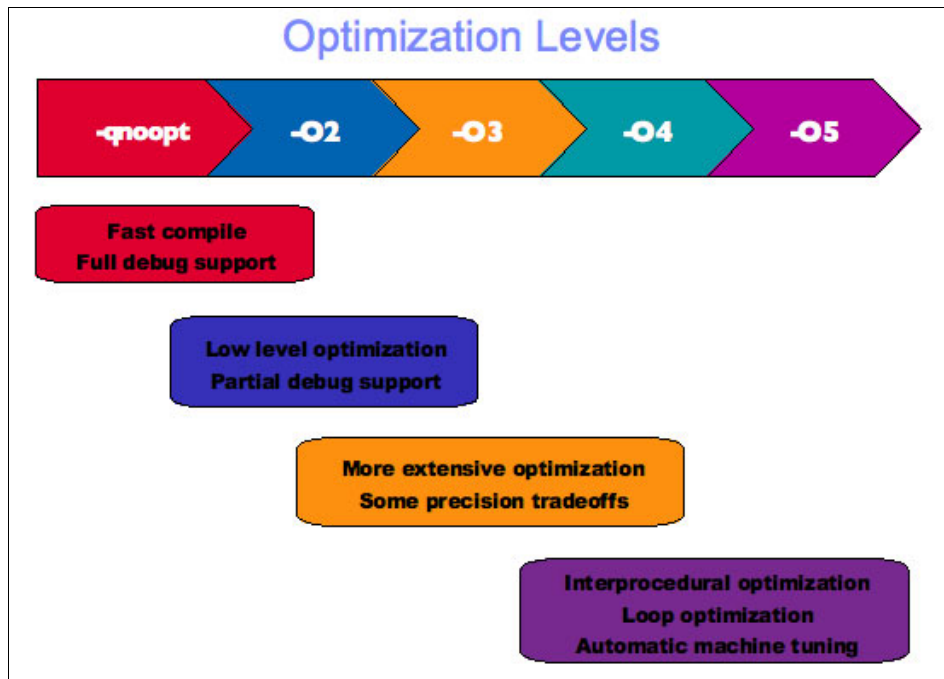 Optimization Levels
-qnoopt
-O2
-O3
-O4
-O5
Fast compile
Full debug support
Low level optimization
Partial debug support
More extensive optimization
Some precision tradeoffs
Interprocedural optimization
Loop optimization
Automatic machine tuning